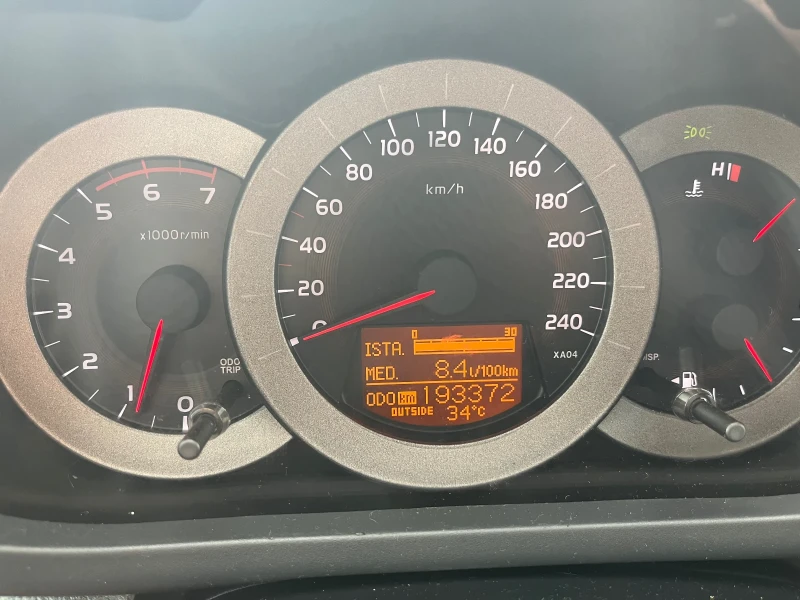 5 6 7
x1000r/min
4
3
2
1
0
ODO
TRIP
0 20 40 60 80 100 120 140 160 180 200 220 240
km/h
0 30
ISTA.
MED. 8.4 l/100km
ODO km 193372
OUTSIDE 34°C
XA04
H
DISP.